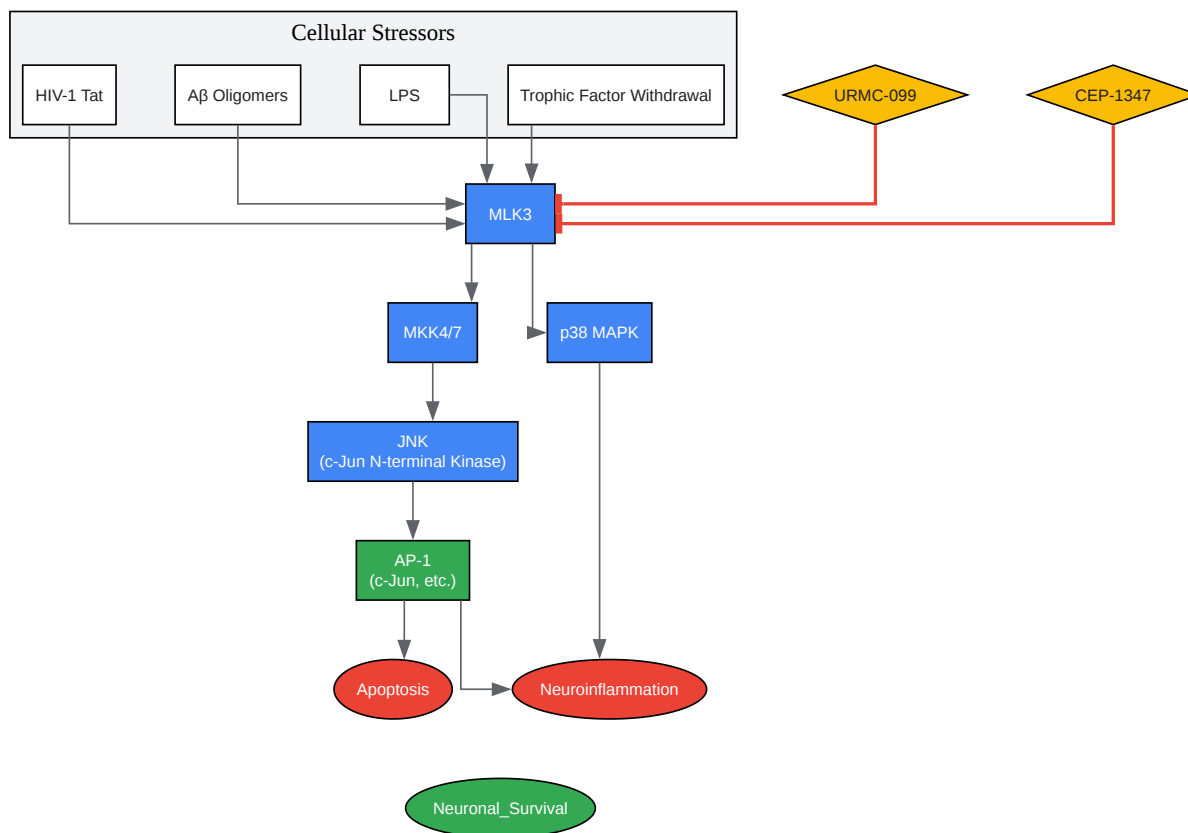 Cellular Stressors
HIV-1 Tat
Aβ Oligomers
LPS
Trophic Factor Withdrawal
URMC-099
CEP-1347
MLK3
MKK4/7
p38 MAPK
JNK
(c-Jun N-terminal Kinase)
AP-1
(c-Jun, etc.)
Apoptosis
Neuroinflammation
Neuronal_Survival